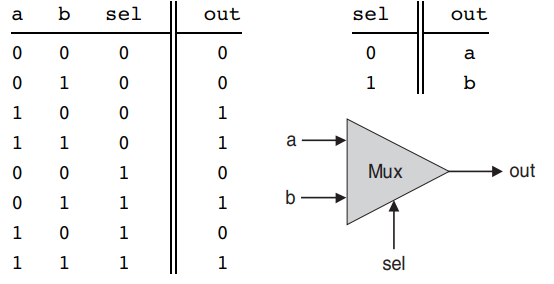 a b sel out
0 0 0 0
0 1 0 0
1 0 0 1
1 1 0 1
0 0 1 0
0 1 1 1
1 0 1 0
1 1 1 1
sel out
0 a
1 b
a
Mux
out
b
sel